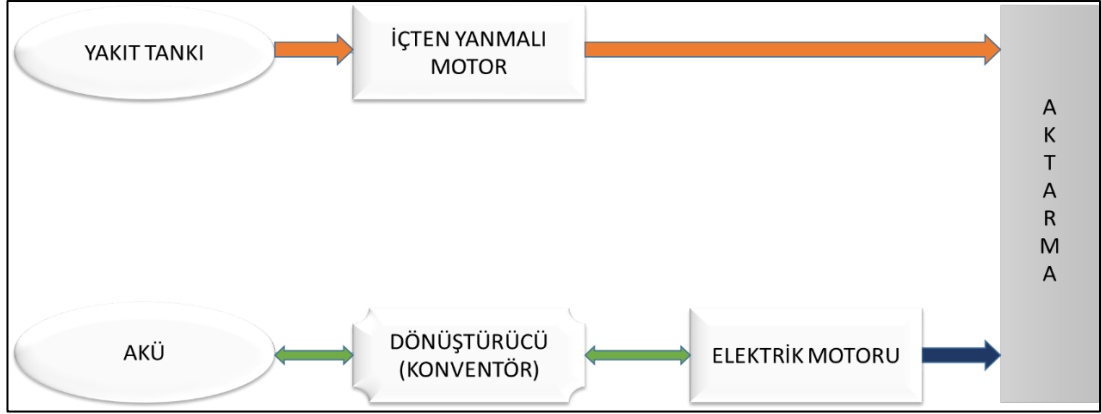 YAKIT TANKI
İÇTEN YANMALI
MOTOR
A
K
T
A
R
M
A
AKÜ
DÖNÜŞTÜRÜCÜ
(KONVENTÖR)
ELEKTRİK MOTORU